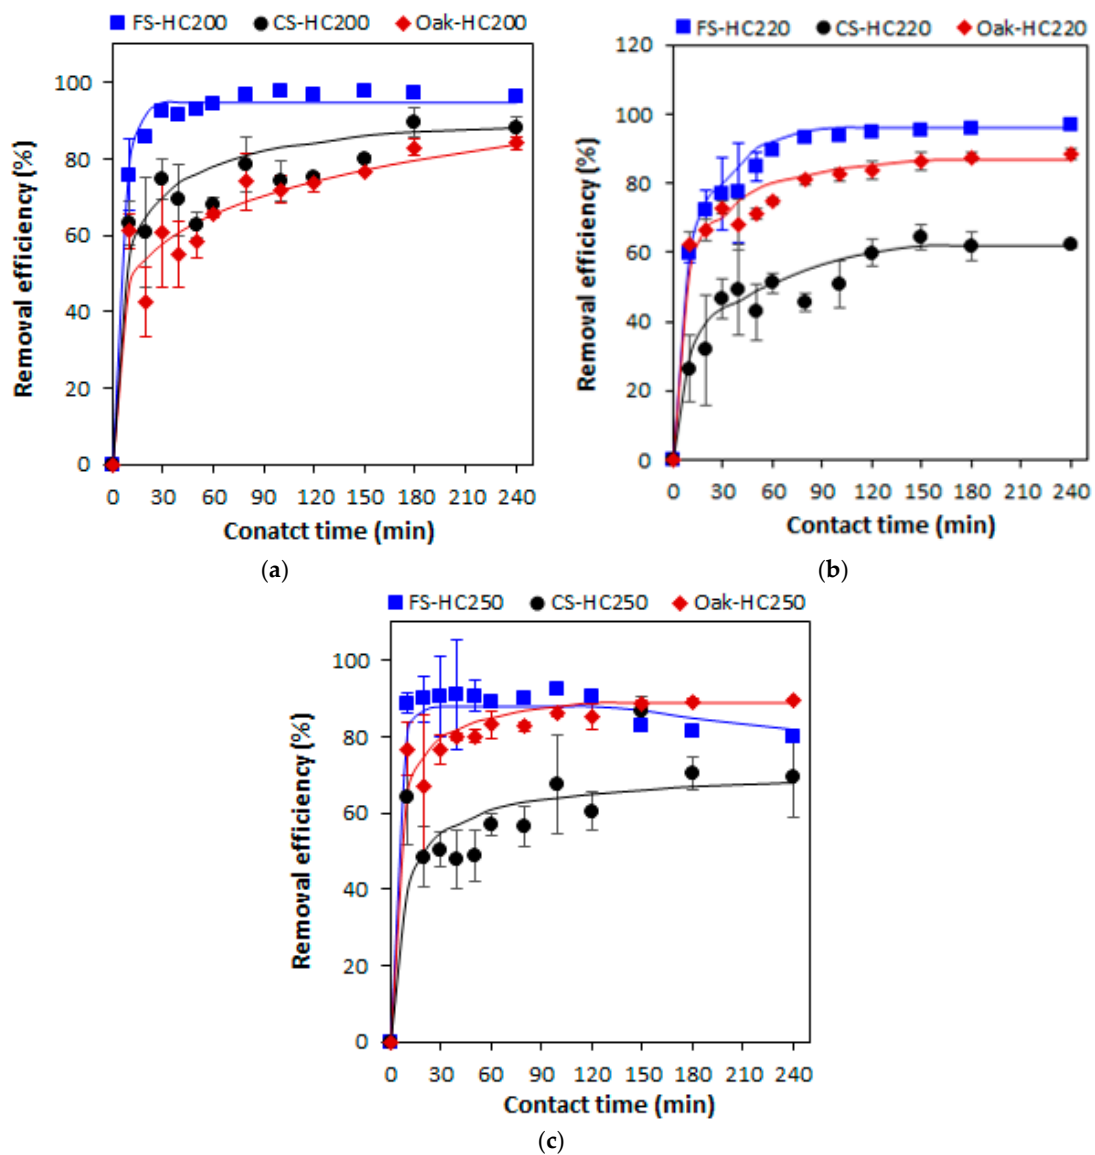 FS-HC200 CS-HC200 Oak-HC200
100
80
60
40
20
0
Removal efficiency (%)
0 30 60 90 120 150 180 210 240
Conatct time (min)
(a)
FS-HC220 CS-HC220 Oak-HC220
120
100
80
60
40
20
0
Removal efficiency (%)
0 30 60 90 120 150 180 210 240
Contact time (min)
(b)
FS-HC250 CS-HC250 Oak-HC250
100
80
60
40
20
0
Removal efficiency (%)
0 30 60 90 120 150 180 210 240
Contact time (min)
(c)